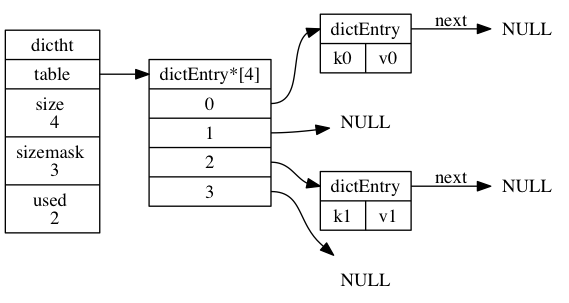 dictht
table
size
4
sizemask
3
used
2
dictEntry*[4]
0
1
2
3
dictEntry
k0 v0
next
NULL
NULL
dictEntry
k1 v1
next
NULL
NULL